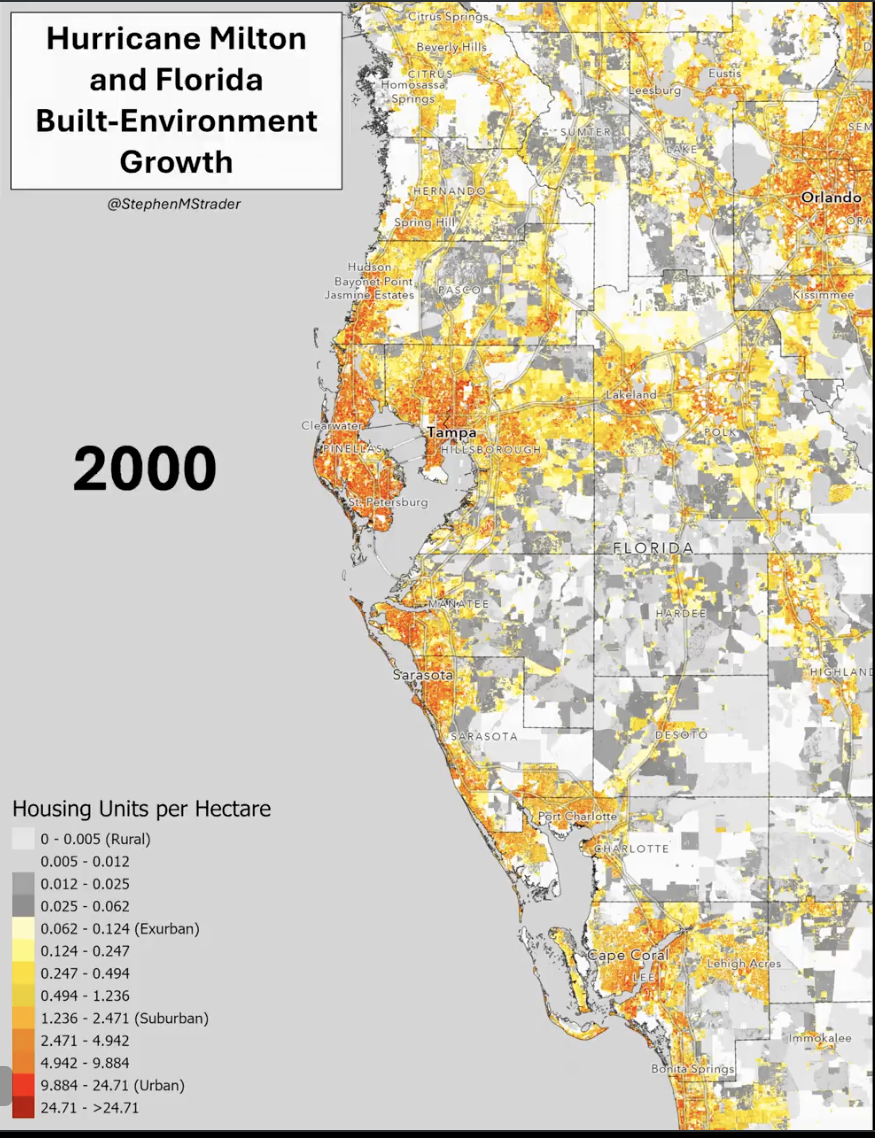 Hurricane Milton
and Florida
Built-Environment
Growth
@StephenMStrader
2000
Citrus Springs
Beverly Hills
CITRUS
Homosassa
Springs
Eustis
Leesburg
SUMTER
LAKE
SEM
Orlando
ORA
HERNANDO
Spring Hill
Hudson
Bayonet Point
Jasmine Estates
PASCO
Kissimmee
Lakeland
Clearwater
Tampa
POLK
PINELLAS
HILLSBOROUGH
St. Petersburg
FLORIDA
MANATEE
HARDEE
Sarasota
HIGHLAND
SARASOTA
DESOTO
Port Charlotte
CHARLOTTE
Cape Coral
LEE
Lehigh Acres
Immokalee
Bonita Springs
Housing Units per Hectare
0 - 0.005 (Rural)
0.005 - 0.012
0.012 - 0.025
0.025 - 0.062
0.062 - 0.124 (Exurban)
0.124 - 0.247
0.247 - 0.494
0.494 - 1.236
1.236 - 2.471 (Suburban)
2.471 - 4.942
4.942 - 9.884
9.884 - 24.71 (Urban)
24.71 - >24.71